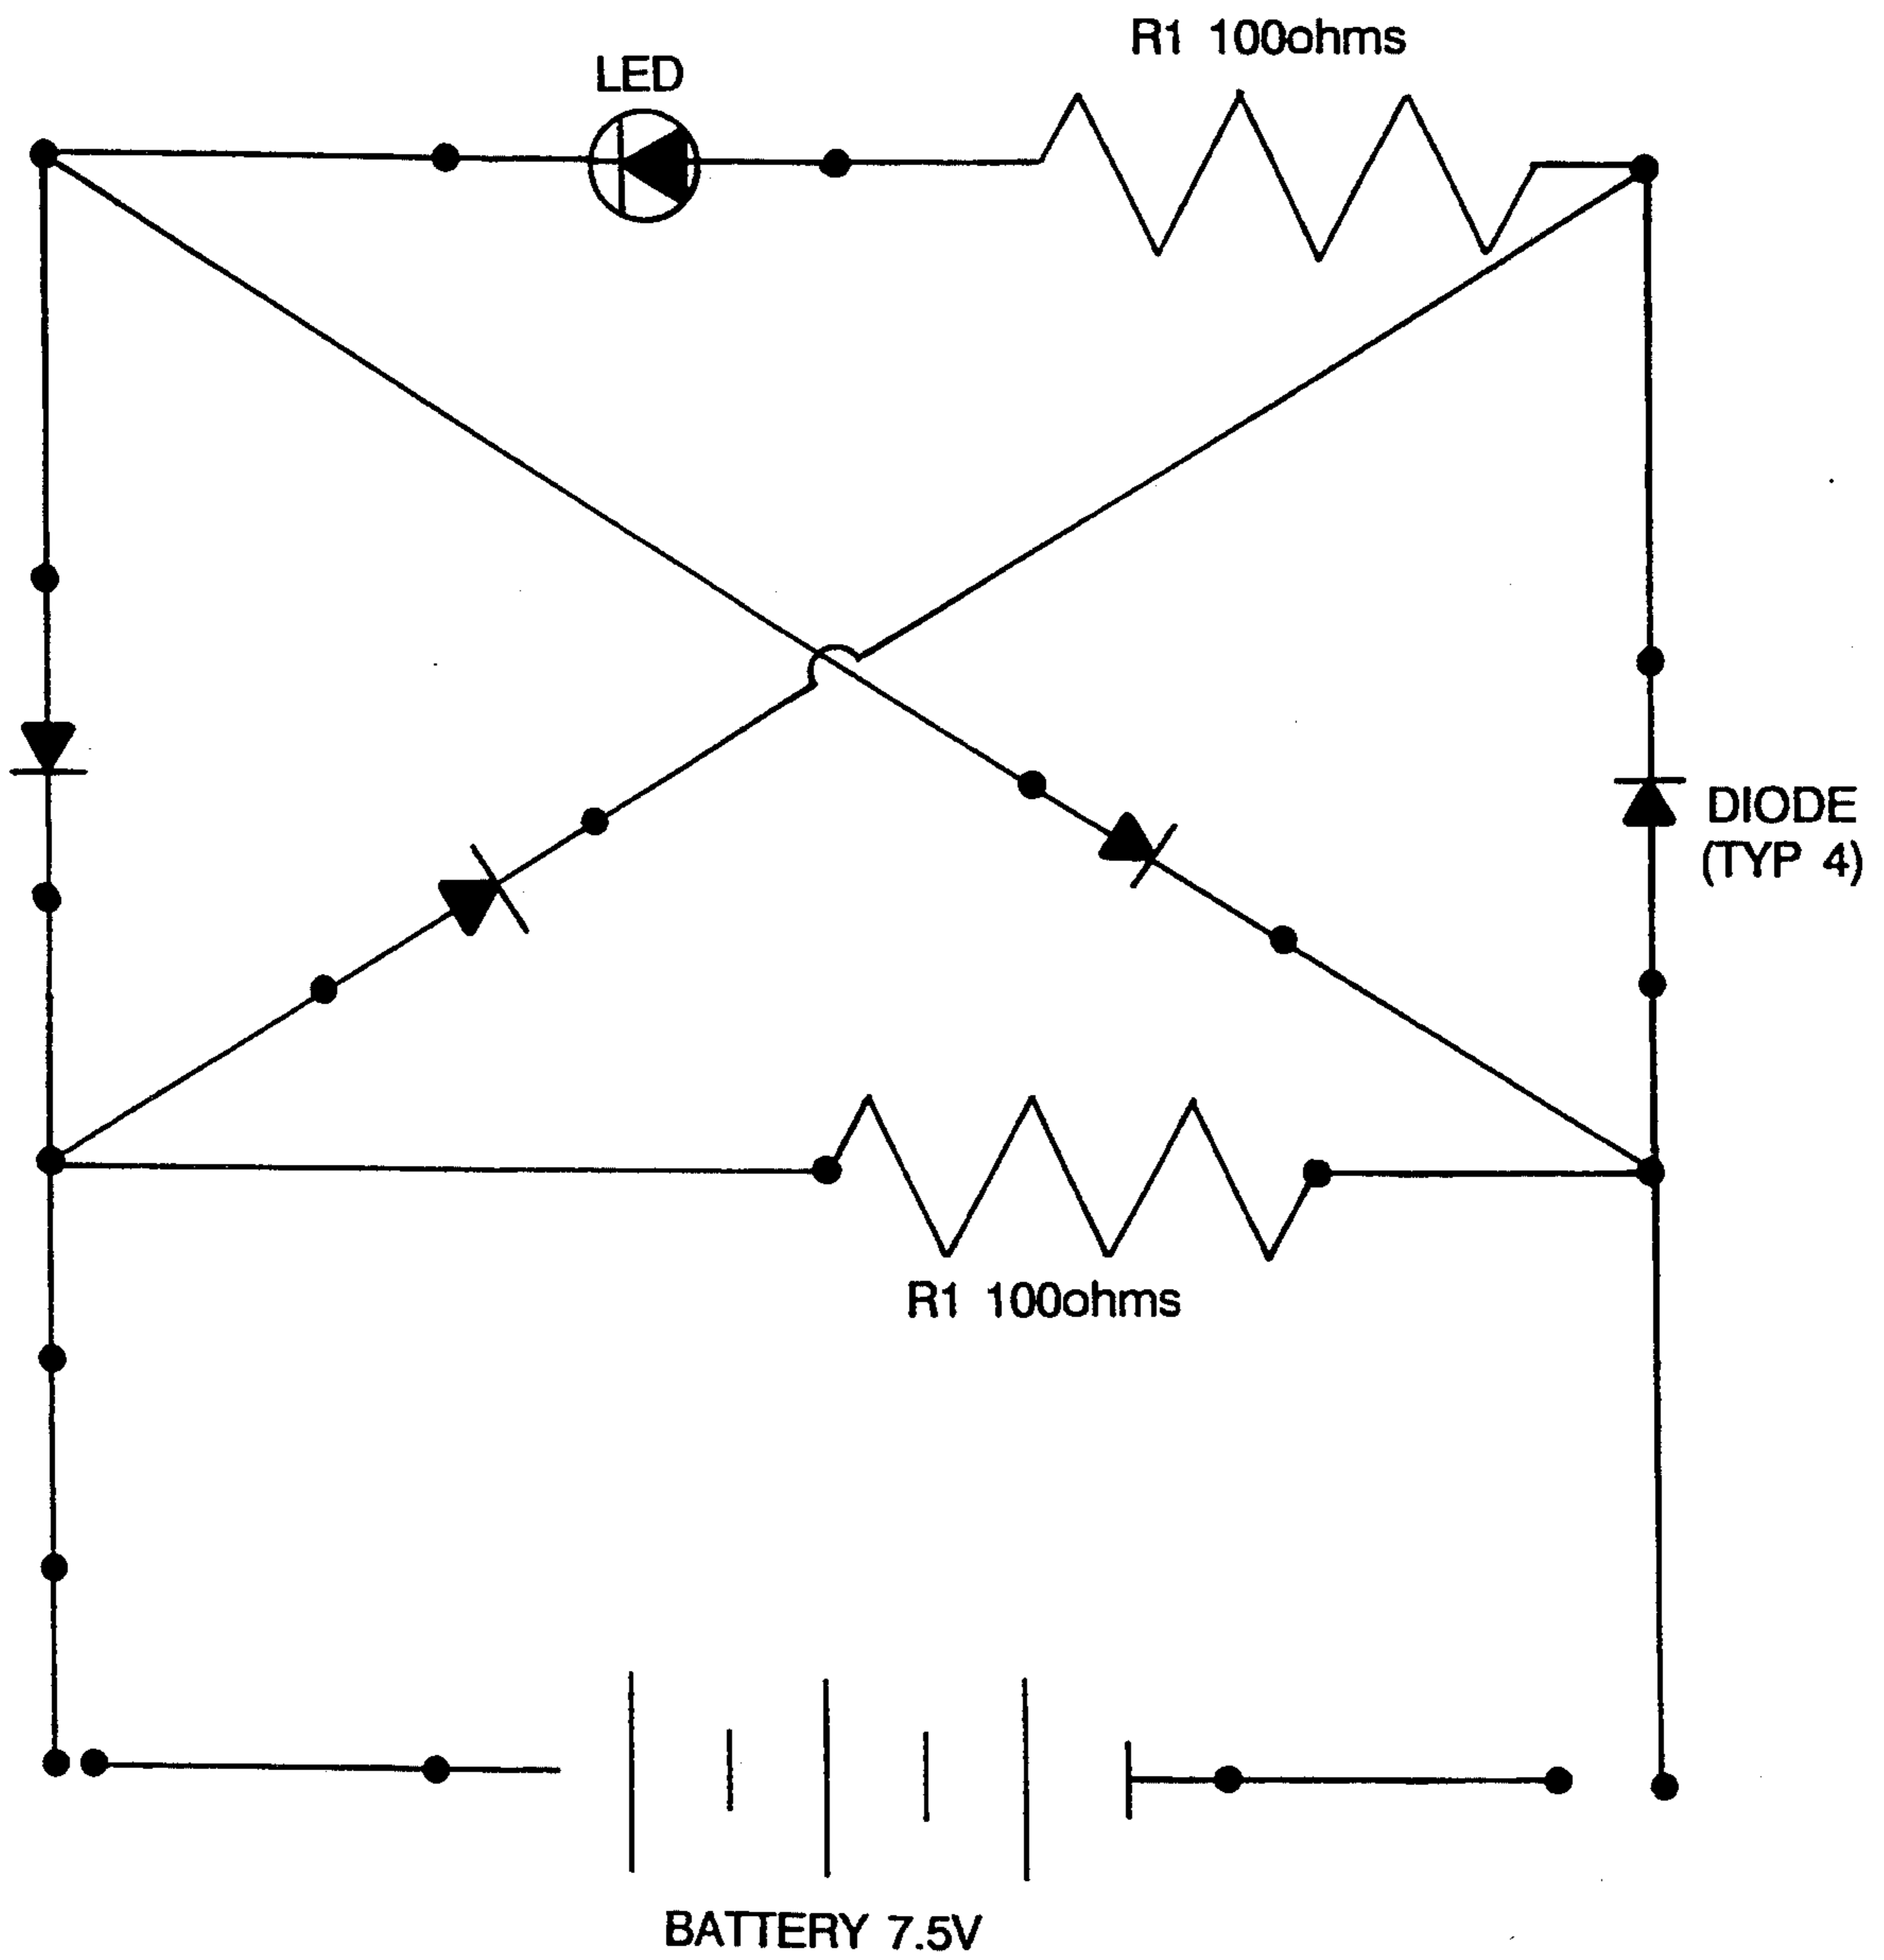 R1 100ohms
LED
DIODE
(TYP 4)
R1 100ohms
BATTERY 7.5V